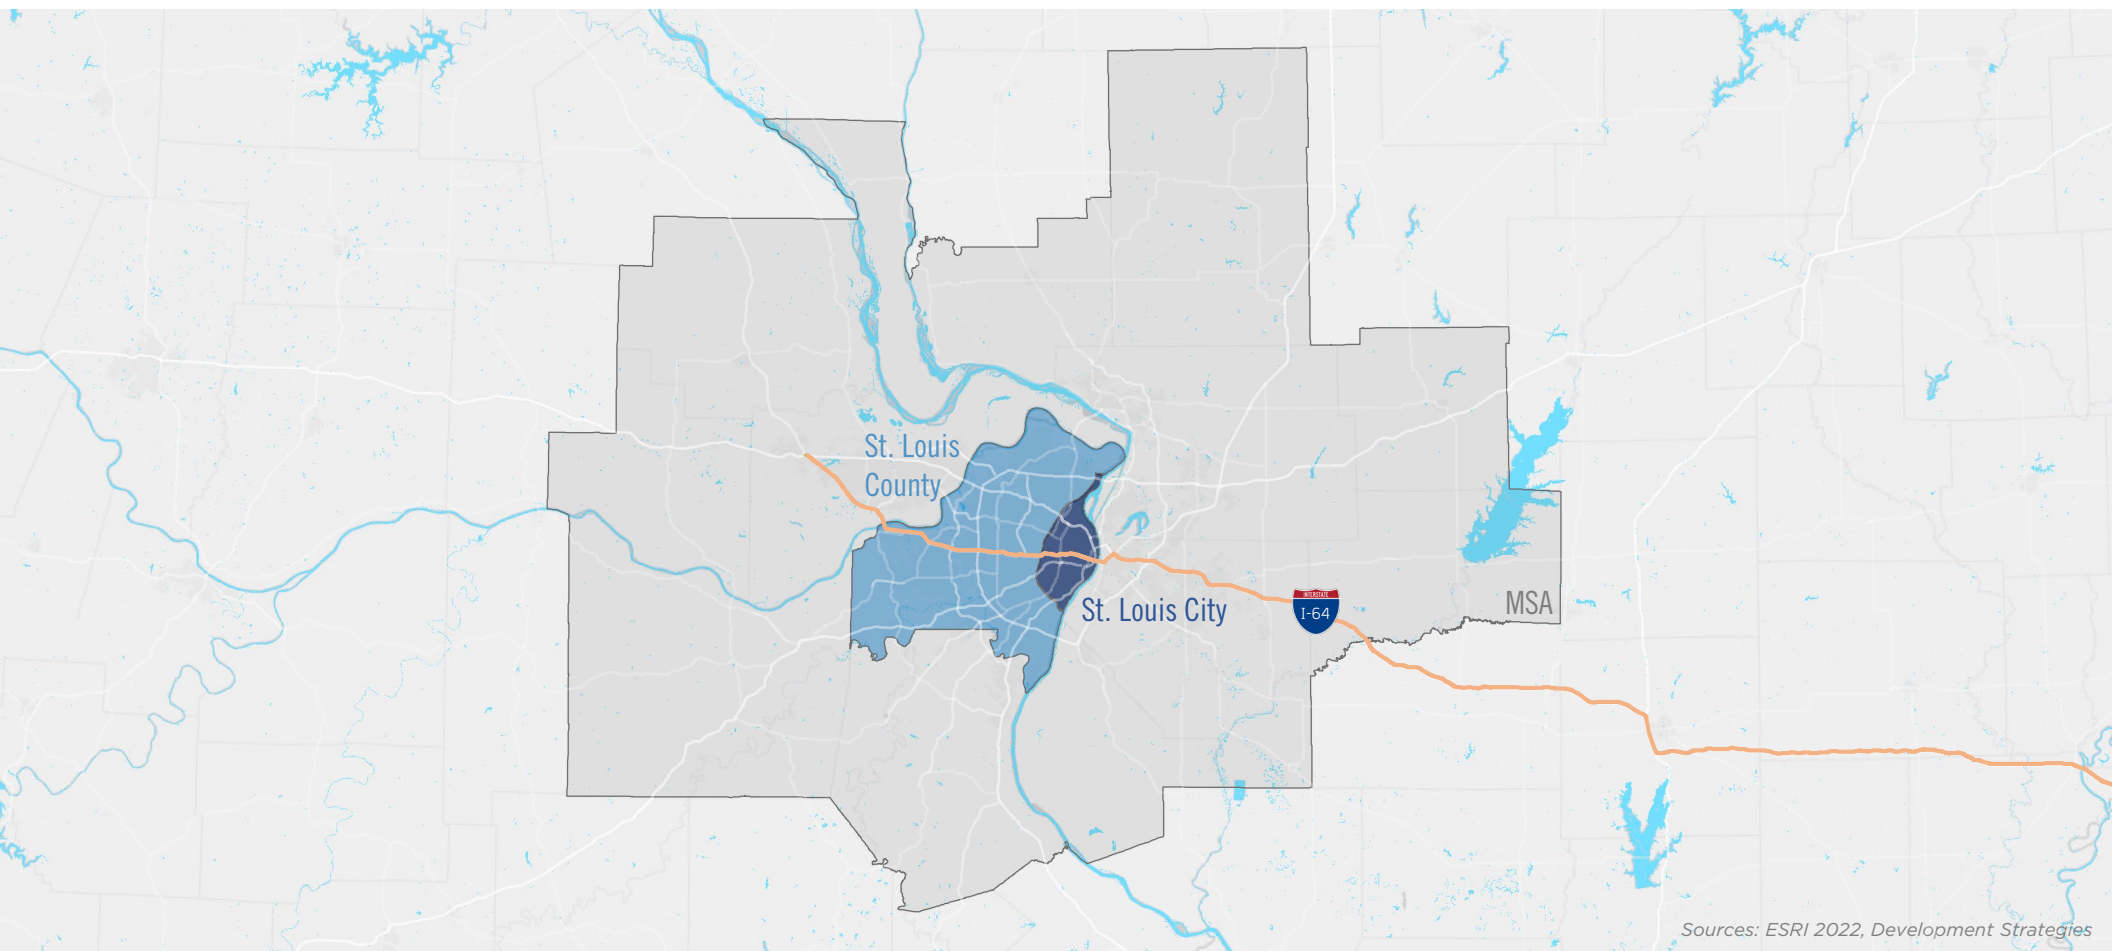 St. Louis
County
St. Louis City
INTERSTATE
I-64
MSA
Sources: ESRI 2022, Development Strategies